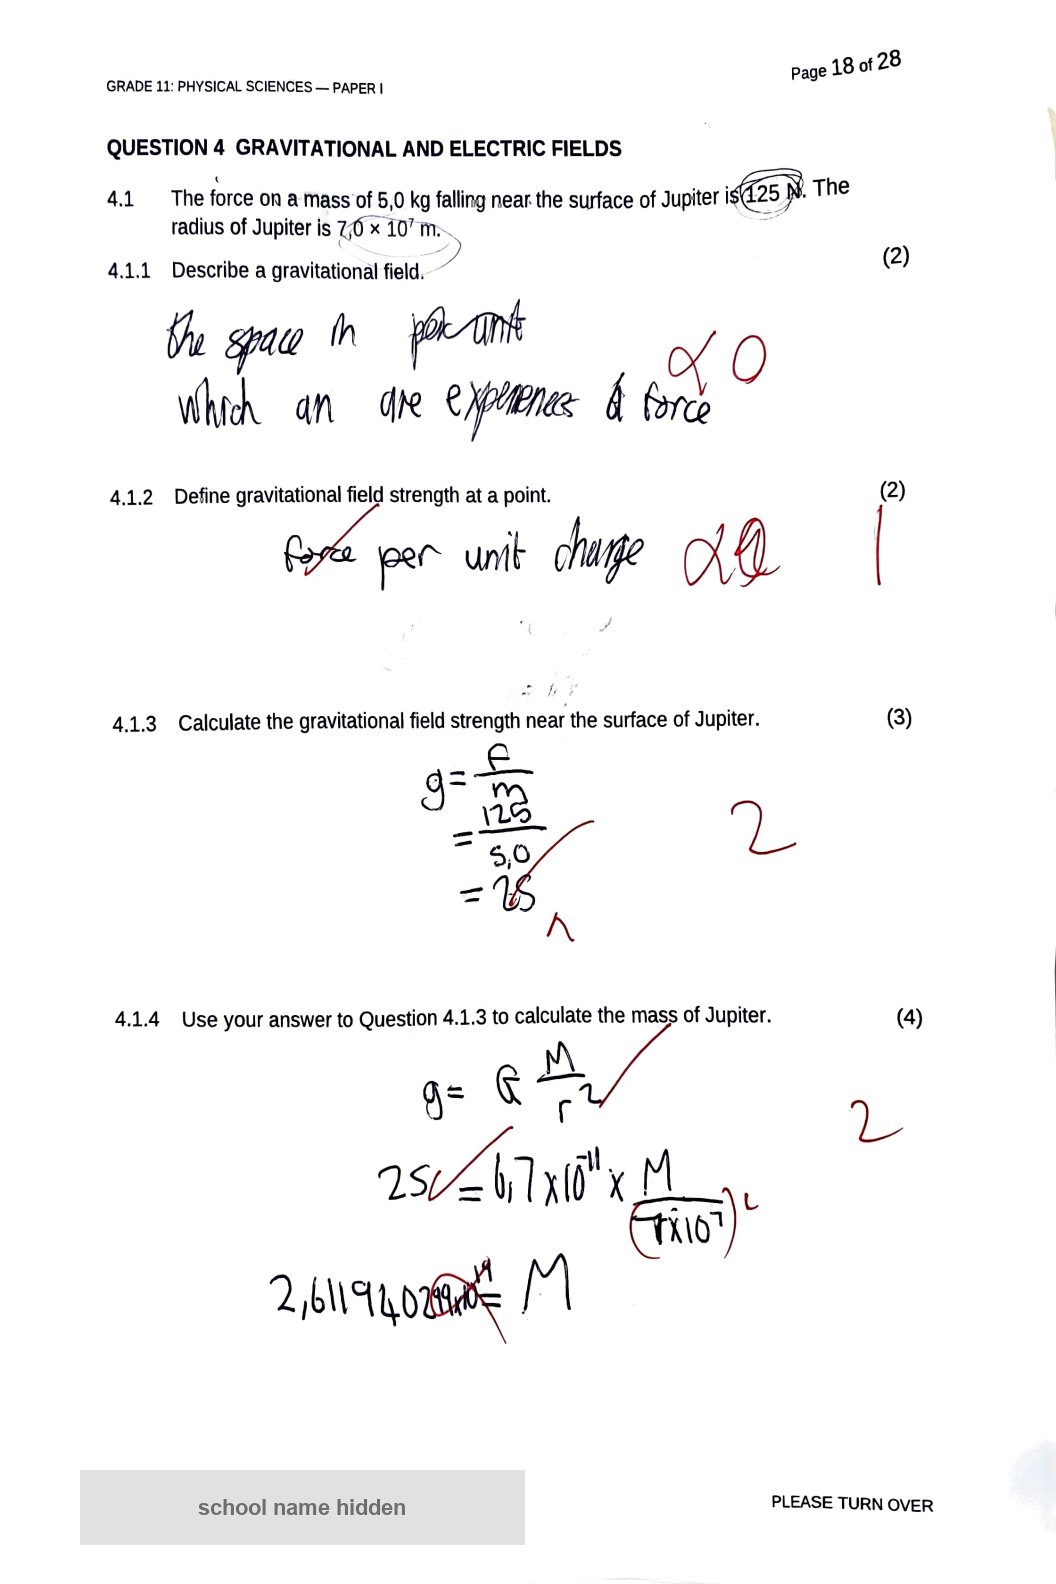 Page 18 of 28
GRADE 11: PHYSICAL SCIENCES — PAPER I
QUESTION 4 GRAVITATIONAL AND ELECTRIC FIELDS
4.1 The force on a mass of 5,0 kg falling near the surface of Jupiter is 125 N. The
radius of Jupiter is 7,0 × 10⁷ m.
4.1.1 Describe a gravitational field. (2)
the space in per unit
which an are experiences a force
α 0
4.1.2 Define gravitational field strength at a point. (2)
force per unit charge
1
4.1.3 Calculate the gravitational field strength near the surface of Jupiter. (3)
g = F/m
= 125/5,0
= 25
2
4.1.4 Use your answer to Question 4.1.3 to calculate the mass of Jupiter. (4)
g = G M/r²
2
25 = 6,7 × 10⁻¹¹ × M/(7×10⁷)²
= M
school name hidden
PLEASE TURN OVER